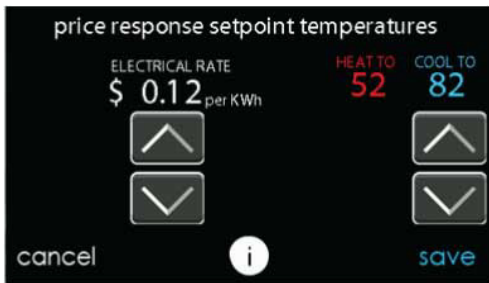 price response setpoint temperatures
ELECTRICAL RATE
$ 0.12 per KWh
HEAT TO
52
COOL TO
82
cancel
i
save